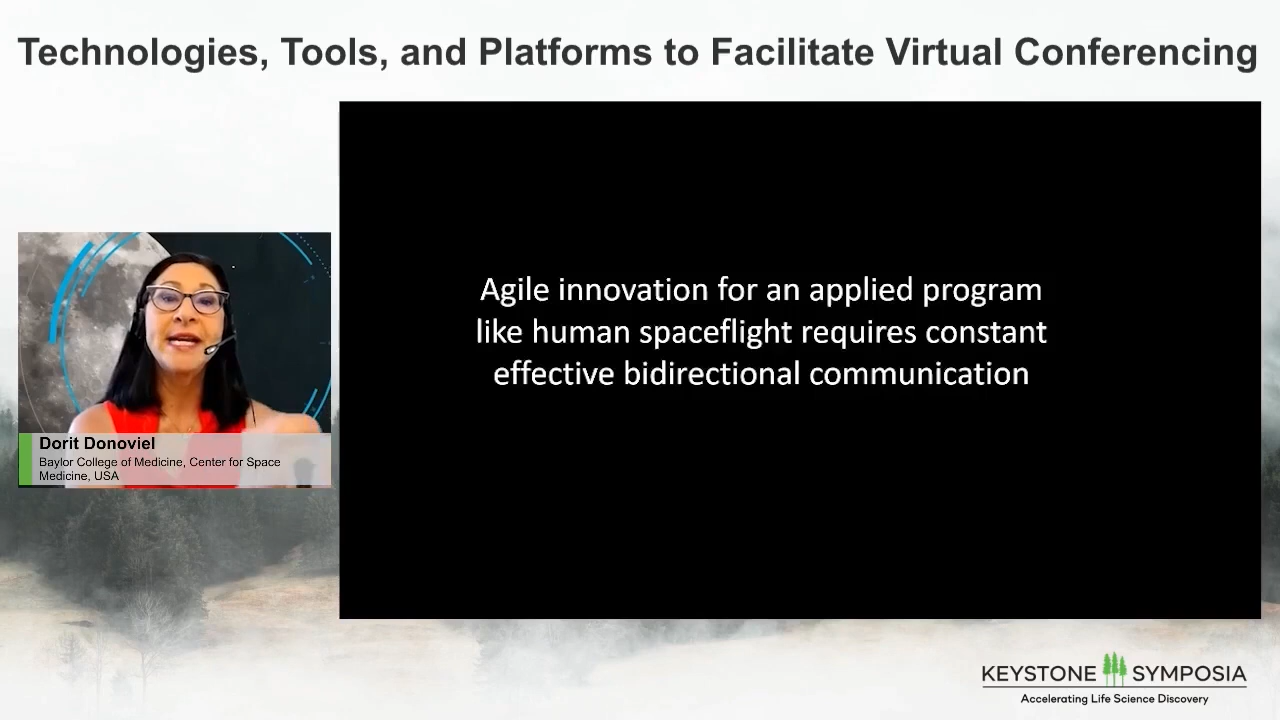 Technologies, Tools, and Platforms to Facilitate Virtual Conferencing
Agile innovation for an applied program
like human spaceflight requires constant
effective bidirectional communication
Dorit Donoviel
Baylor College of Medicine, Center for Space
Medicine, USA
KEYSTONE SYMPOSIA
Accelerating Life Science Discovery